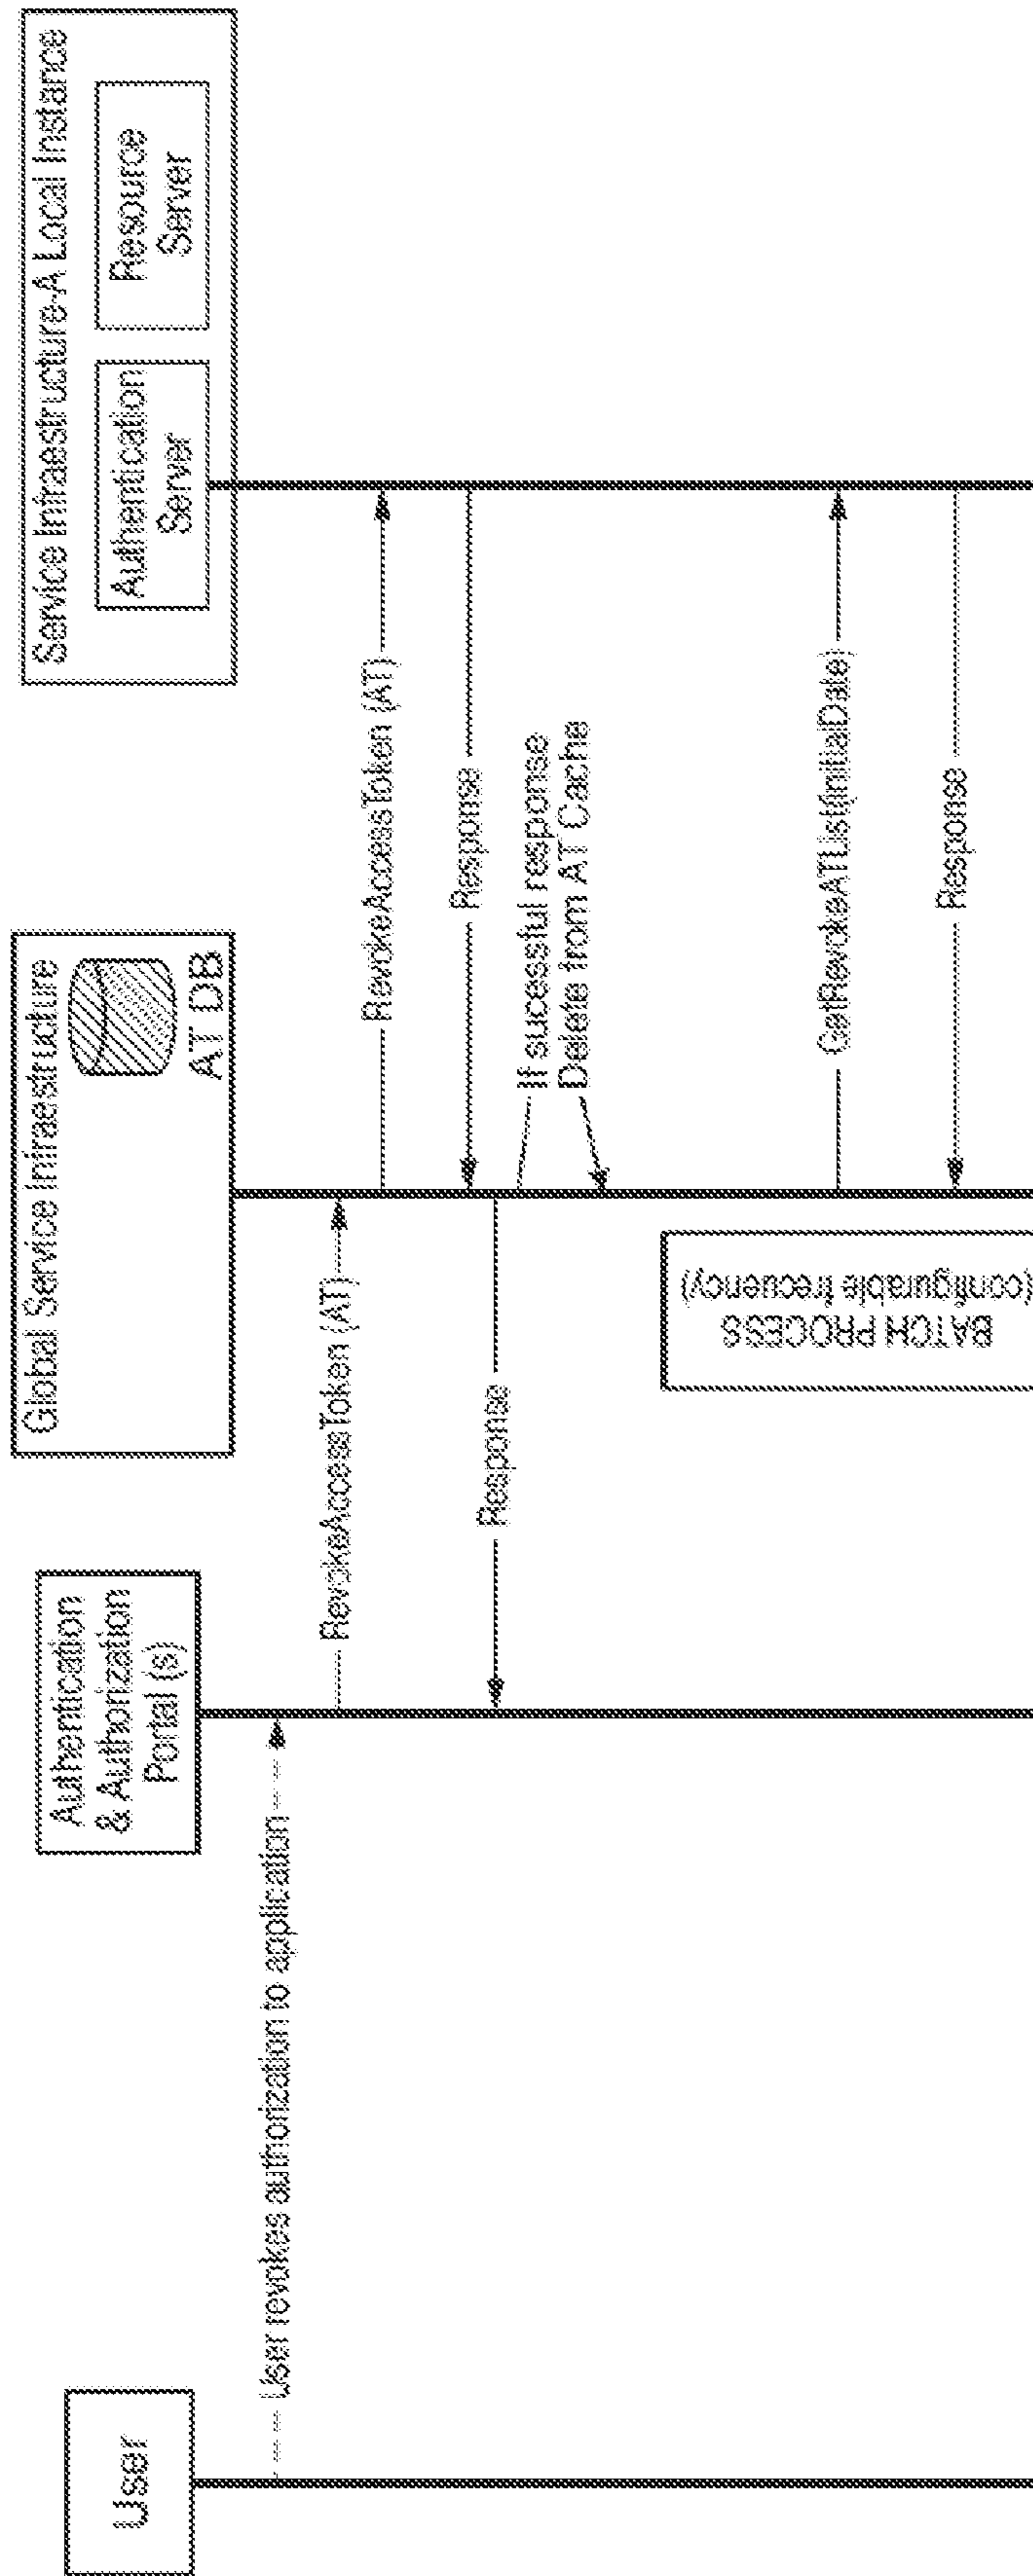 User
Authentication
& Authorization
Portal (s)
Global Service Infraestructure
AT DB
Service Infraestructure-A Local Instance
Authentication
Server
Resource
Server
User revokes authorization to application
RevokeAccessToken (AT)
RevokeAccessToken (AT)
Response
Response
If sucessful response
Delete from AT Cache
BATCH PROCESS
(configurable frecuency)
GetRevokeATList(InitialDate)
Response